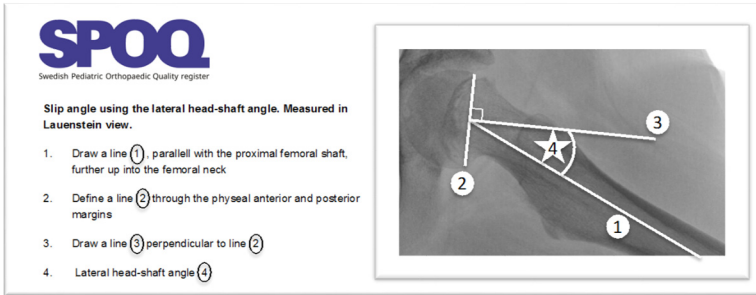 SPOQ
Swedish Pediatric Orthopaedic Quality register
Slip angle using the lateral head-shaft angle. Measured in
Lauenstein view.
1. Draw a line 1, parallell with the proximal femoral shaft,
further up into the femoral neck
2. Define a line 2 through the physeal anterior and posterior
margins
3. Draw a line 3 perpendicular to line 2
4. Lateral head-shaft angle 4
3
4
2
1